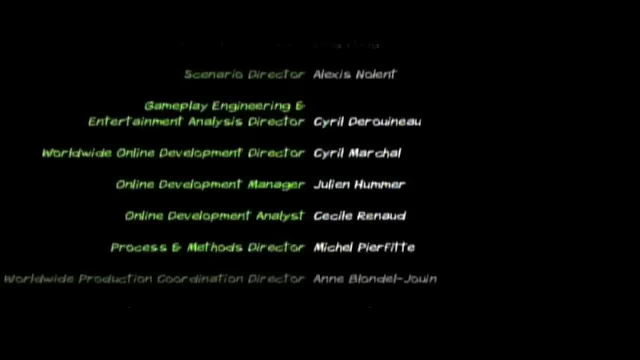 Scenario Director Alexis Nolent
Gameplay Engineering &
Entertainment Analysis Director Cyril Derouineau
Worldwide Online Development Director Cyril Marchal
Online Development Manager Julien Hummer
Online Development Analyst Cecile Renaud
Process & Methods Director Michel Pierfitte
Worldwide Production Coordination Director Anne Blondel-Jouin